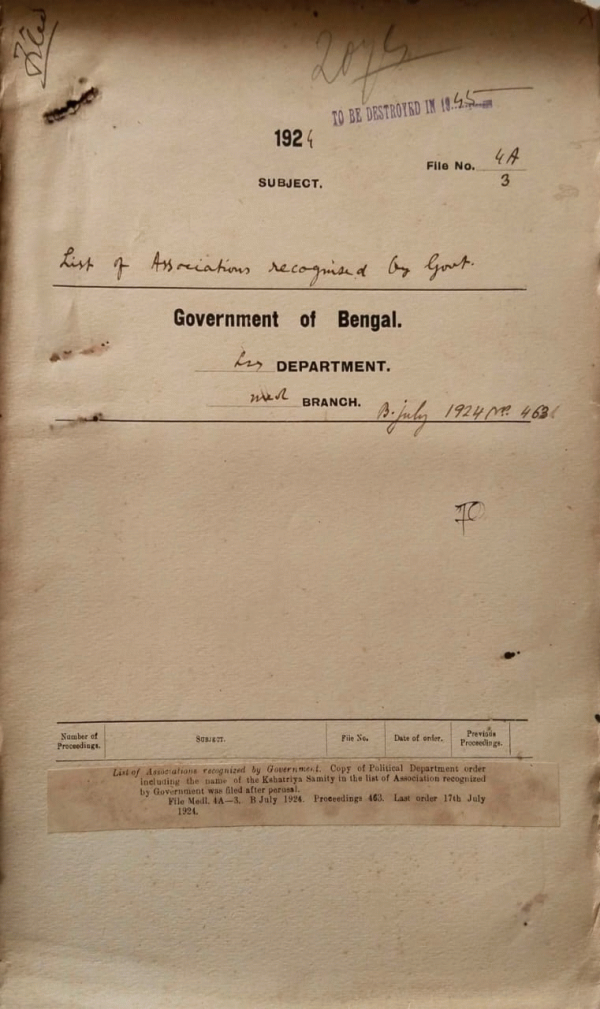 TO BE DESTROYED IN 1945
1924
File No. 4A
3
SUBJECT.
List of Associations recognised by Govt.
Government of Bengal.
DEPARTMENT.
Med BRANCH.
B. July 1924 No. 463
70
Number of Proceedings.
SUBJECT.
File No.
Date of order.
Previous Proceedings.
List of Associations recognized by Government. Copy of Political Department order
including the name of the Kshatriya Samity in the list of Association recognized
by Government was filed after perusal.
File Medl. 4A—3. B July 1924. Proceedings 463. Last order 17th July
1924.